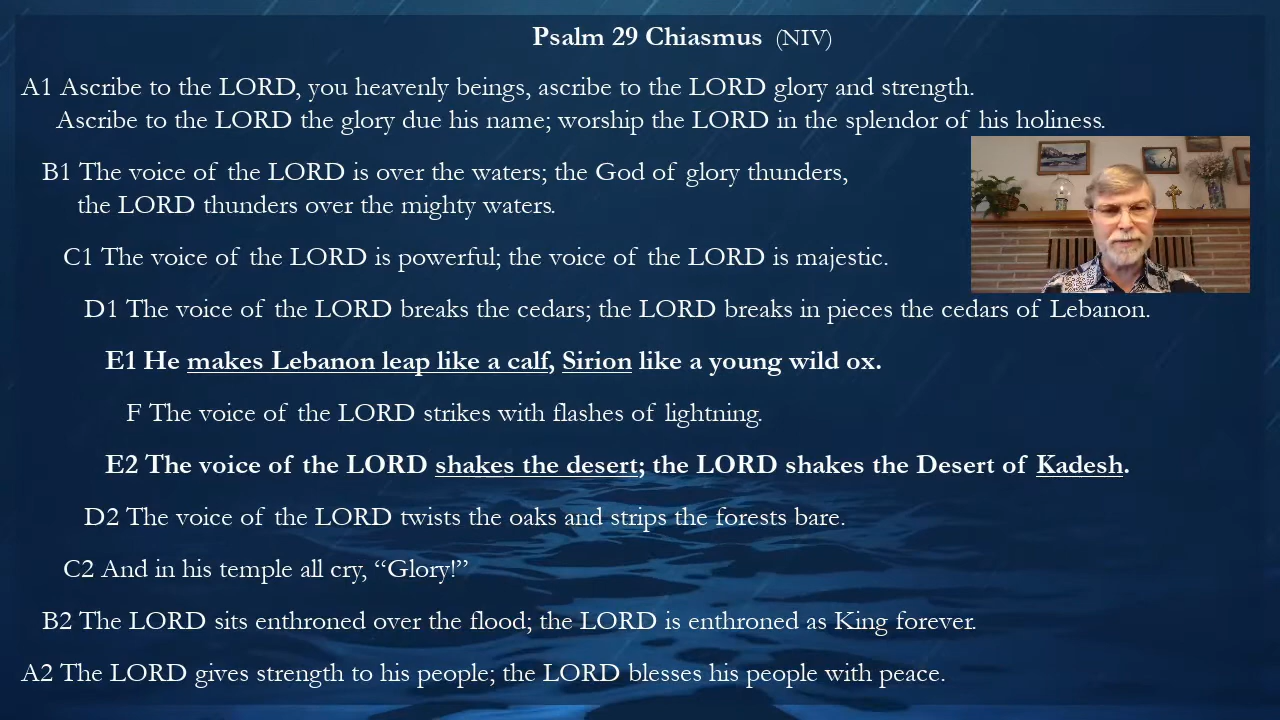 Psalm 29 Chiasmus (NIV)
A1 Ascribe to the LORD, you heavenly beings, ascribe to the LORD glory and strength.
Ascribe to the LORD the glory due his name; worship the LORD in the splendor of his holiness.
B1 The voice of the LORD is over the waters; the God of glory thunders,
the LORD thunders over the mighty waters.
C1 The voice of the LORD is powerful; the voice of the LORD is majestic.
D1 The voice of the LORD breaks the cedars; the LORD breaks in pieces the cedars of Lebanon.
E1 He makes Lebanon leap like a calf, Sirion like a young wild ox.
F The voice of the LORD strikes with flashes of lightning.
E2 The voice of the LORD shakes the desert; the LORD shakes the Desert of Kadesh.
D2 The voice of the LORD twists the oaks and strips the forests bare.
C2 And in his temple all cry, “Glory!”
B2 The LORD sits enthroned over the flood; the LORD is enthroned as King forever.
A2 The LORD gives strength to his people; the LORD blesses his people with peace.